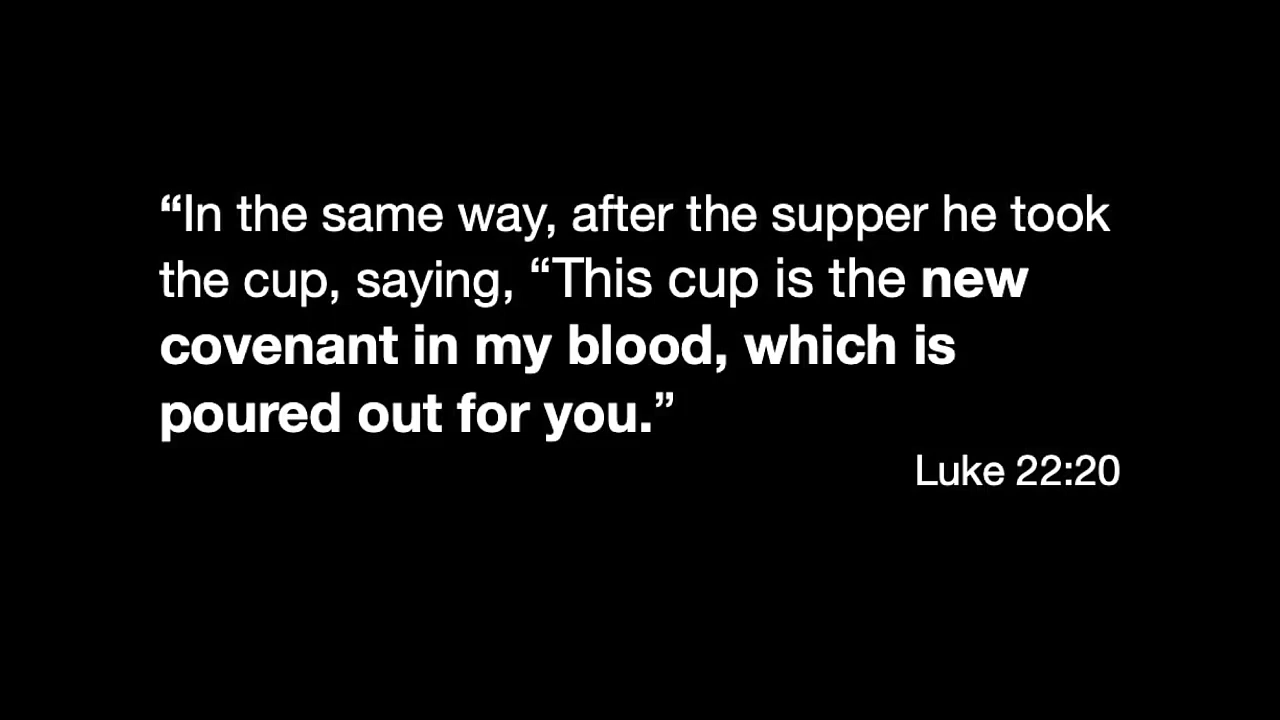 “In the same way, after the supper he took
the cup, saying, “This cup is the new
covenant in my blood, which is
poured out for you.”
Luke 22:20